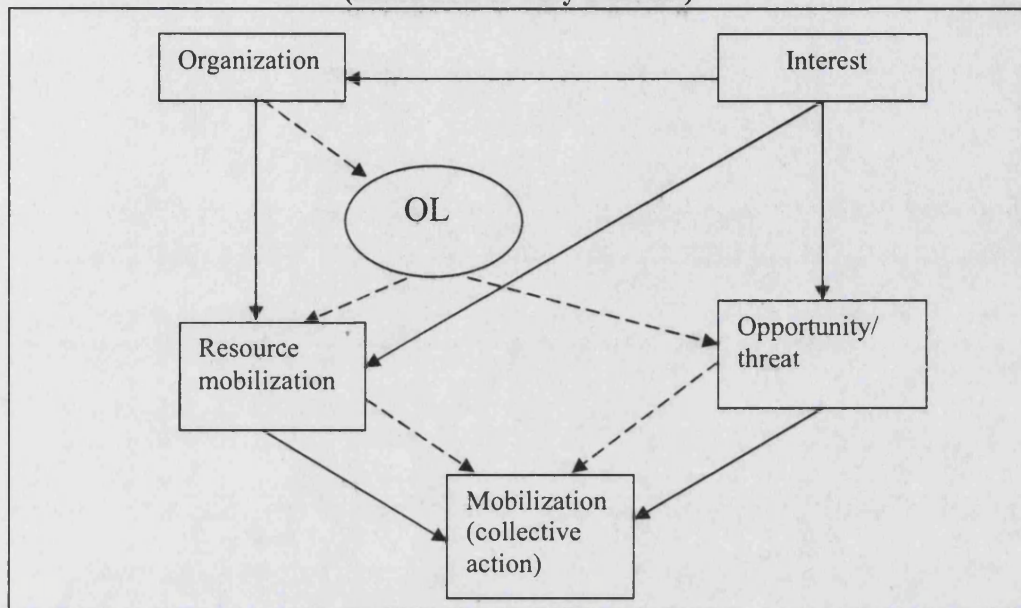 Organization
Interest
OL
Resource
mobilization
Opportunity/
threat
Mobilization
(collective
action)